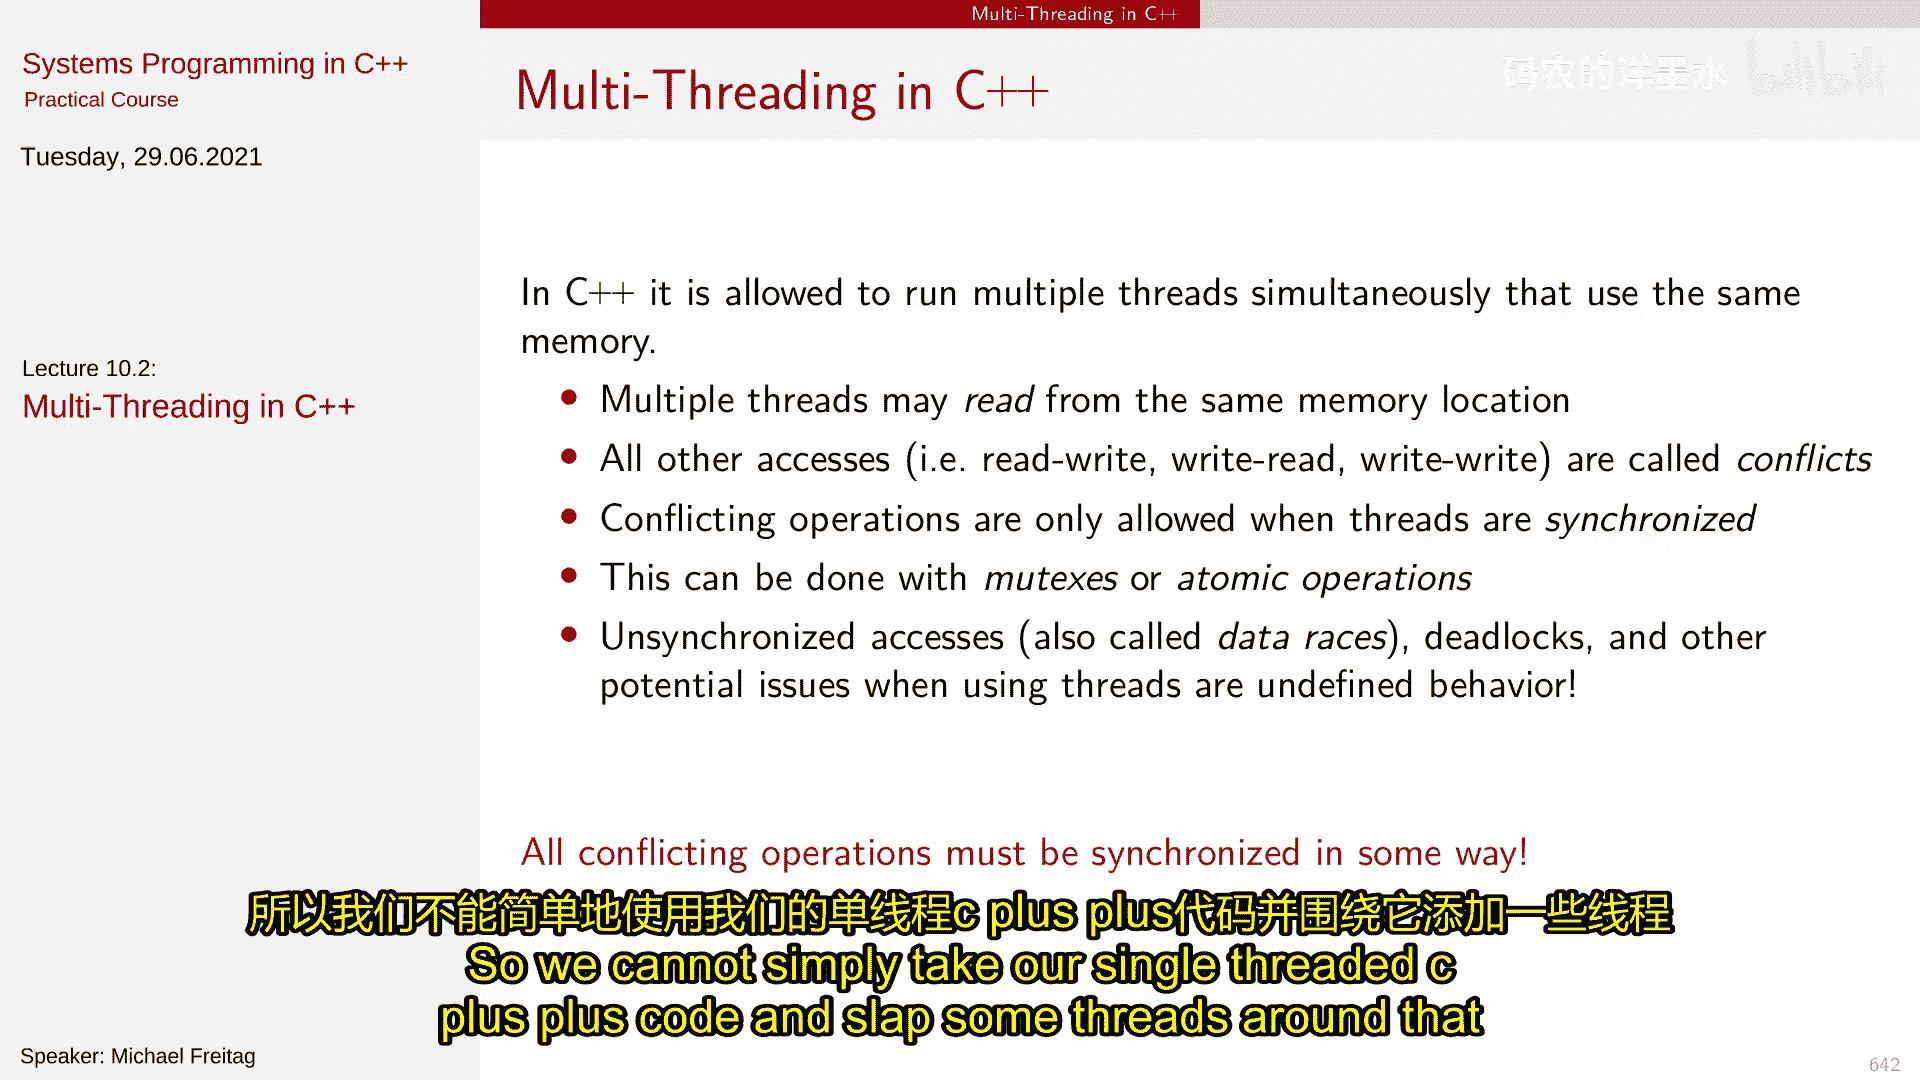 Multi-Threading in C++
Systems Programming in C++
Practical Course
Tuesday, 29.06.2021
Lecture 10.2:
Multi-Threading in C++
Speaker: Michael Freitag
Multi-Threading in C++
码农的洋墨水 bilibili
In C++ it is allowed to run multiple threads simultaneously that use the same
memory.
• Multiple threads may read from the same memory location
• All other accesses (i.e. read-write, write-read, write-write) are called conflicts
• Conflicting operations are only allowed when threads are synchronized
• This can be done with mutexes or atomic operations
• Unsynchronized accesses (also called data races), deadlocks, and other
potential issues when using threads are undefined behavior!
All conflicting operations must be synchronized in some way!
所以我们不能简单地使用我们的单线程c plus plus代码并围绕它添加一些线程
So we cannot simply take our single threaded c
plus plus code and slap some threads around that
642